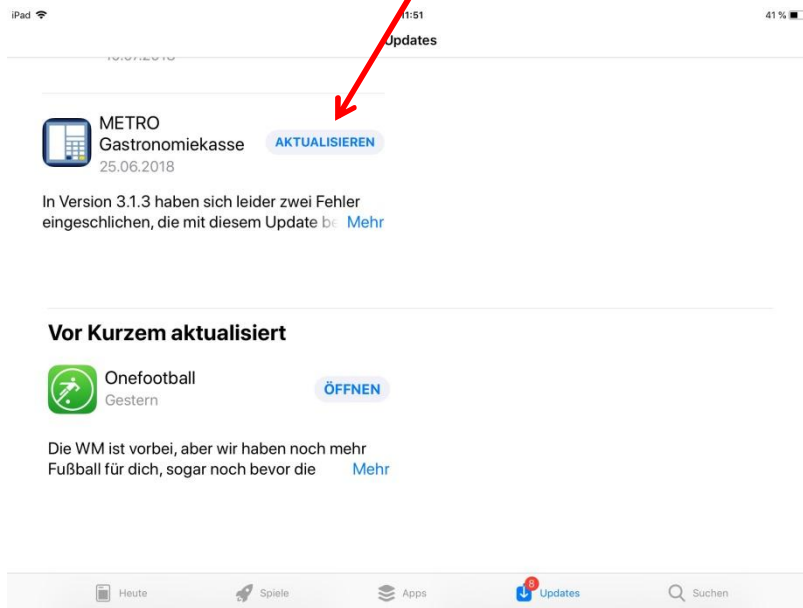 iPad 11:51 41 %
Updates
METRO
Gastronomiekasse AKTUALISIEREN
25.06.2018
In Version 3.1.3 haben sich leider zwei Fehler
eingeschlichen, die mit diesem Update Mehr
Vor Kurzem aktualisiert
Onefootball
Gestern ÖFFNEN
Die WM ist vorbei, aber wir haben noch mehr
Fußball für dich, sogar noch bevor die Mehr
8
Heute Spiele Apps Updates Suchen